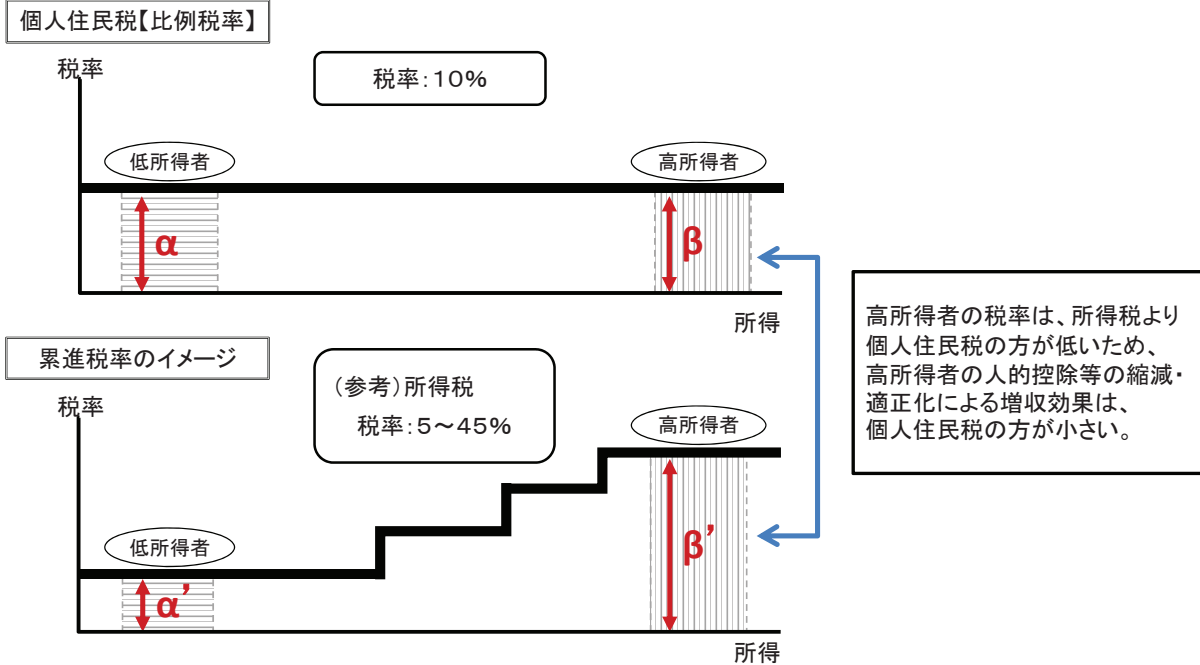 個人住民税【比例税率】
税率
税率：10%
低所得者
高所得者
α
β
所得
高所得者の税率は、所得税より
個人住民税の方が低いため、
高所得者の人的控除等の縮減・
適正化による増収効果は、
個人住民税の方が小さい。
累進税率のイメージ
税率
（参考）所得税
税率：5～45%
高所得者
低所得者
α’
β’
所得